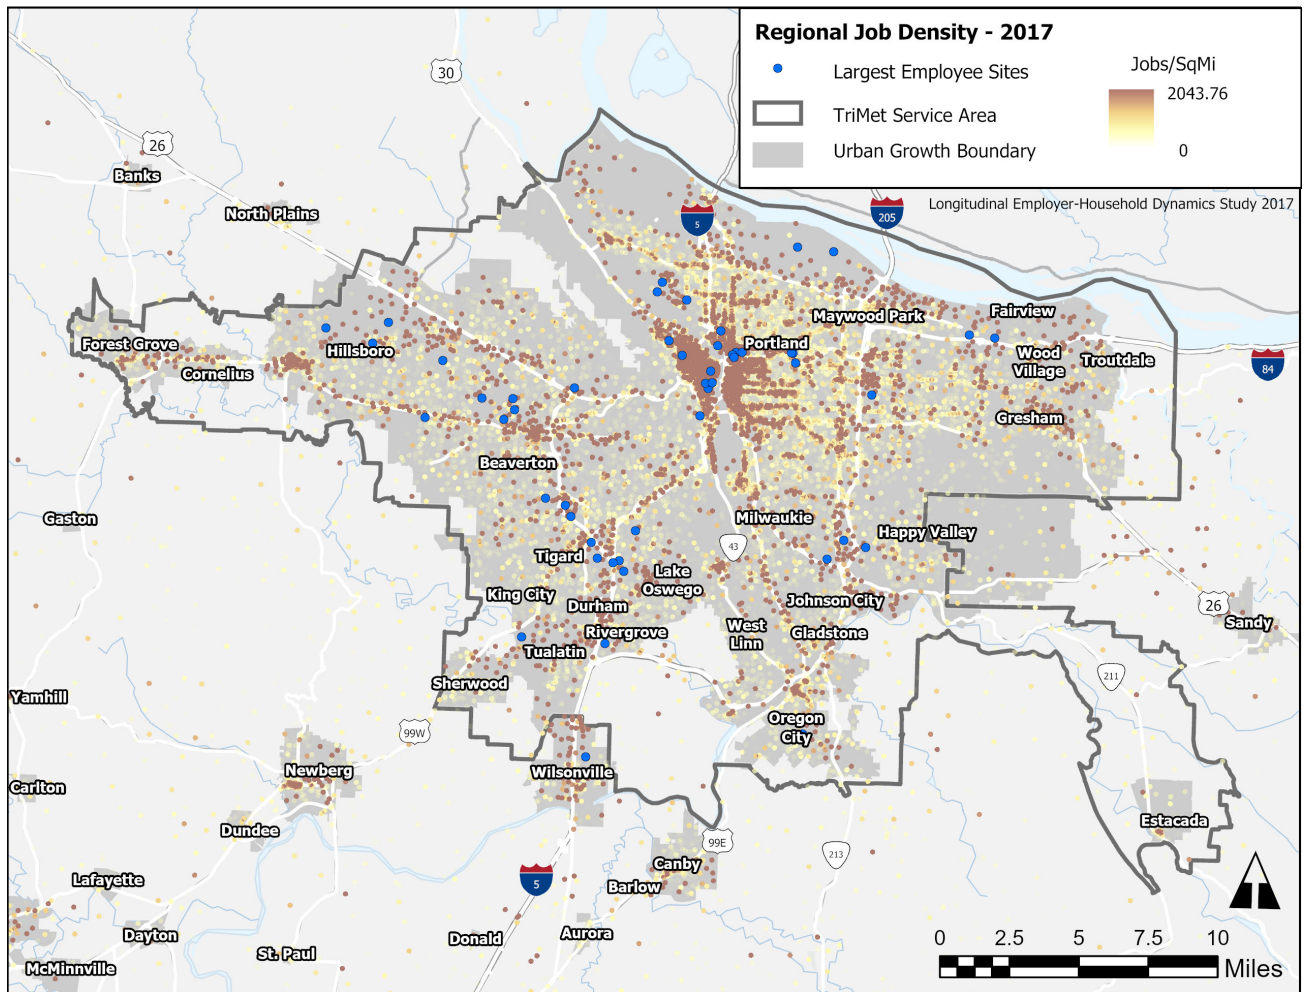 Regional Job Density - 2017
Largest Employee Sites
TriMet Service Area
Urban Growth Boundary
Jobs/SqMi
2043.76
0
Longitudinal Employer-Household Dynamics Study 2017
30
26
Banks
North Plains
5
205
Maywood Park
Fairview
Portland
Forest Grove
Hillsboro
Cornelius
Wood
Village
Troutdale
84
Gresham
Beaverton
Gaston
Milwaukie
Happy Valley
43
Tigard
Lake
Oswego
King City
Durham
Johnson City
26
Sandy
Rivergrove
West
Linn
Gladstone
Tualatin
Sherwood
211
Yamhill
99W
Oregon
City
Newberg
Wilsonville
Carlton
Dundee
Estacada
99E
213
Canby
Barlow
5
Lafayette
Dayton
St. Paul
Donald
Aurora
McMinnville
0 2.5 5 7.5 10
Miles